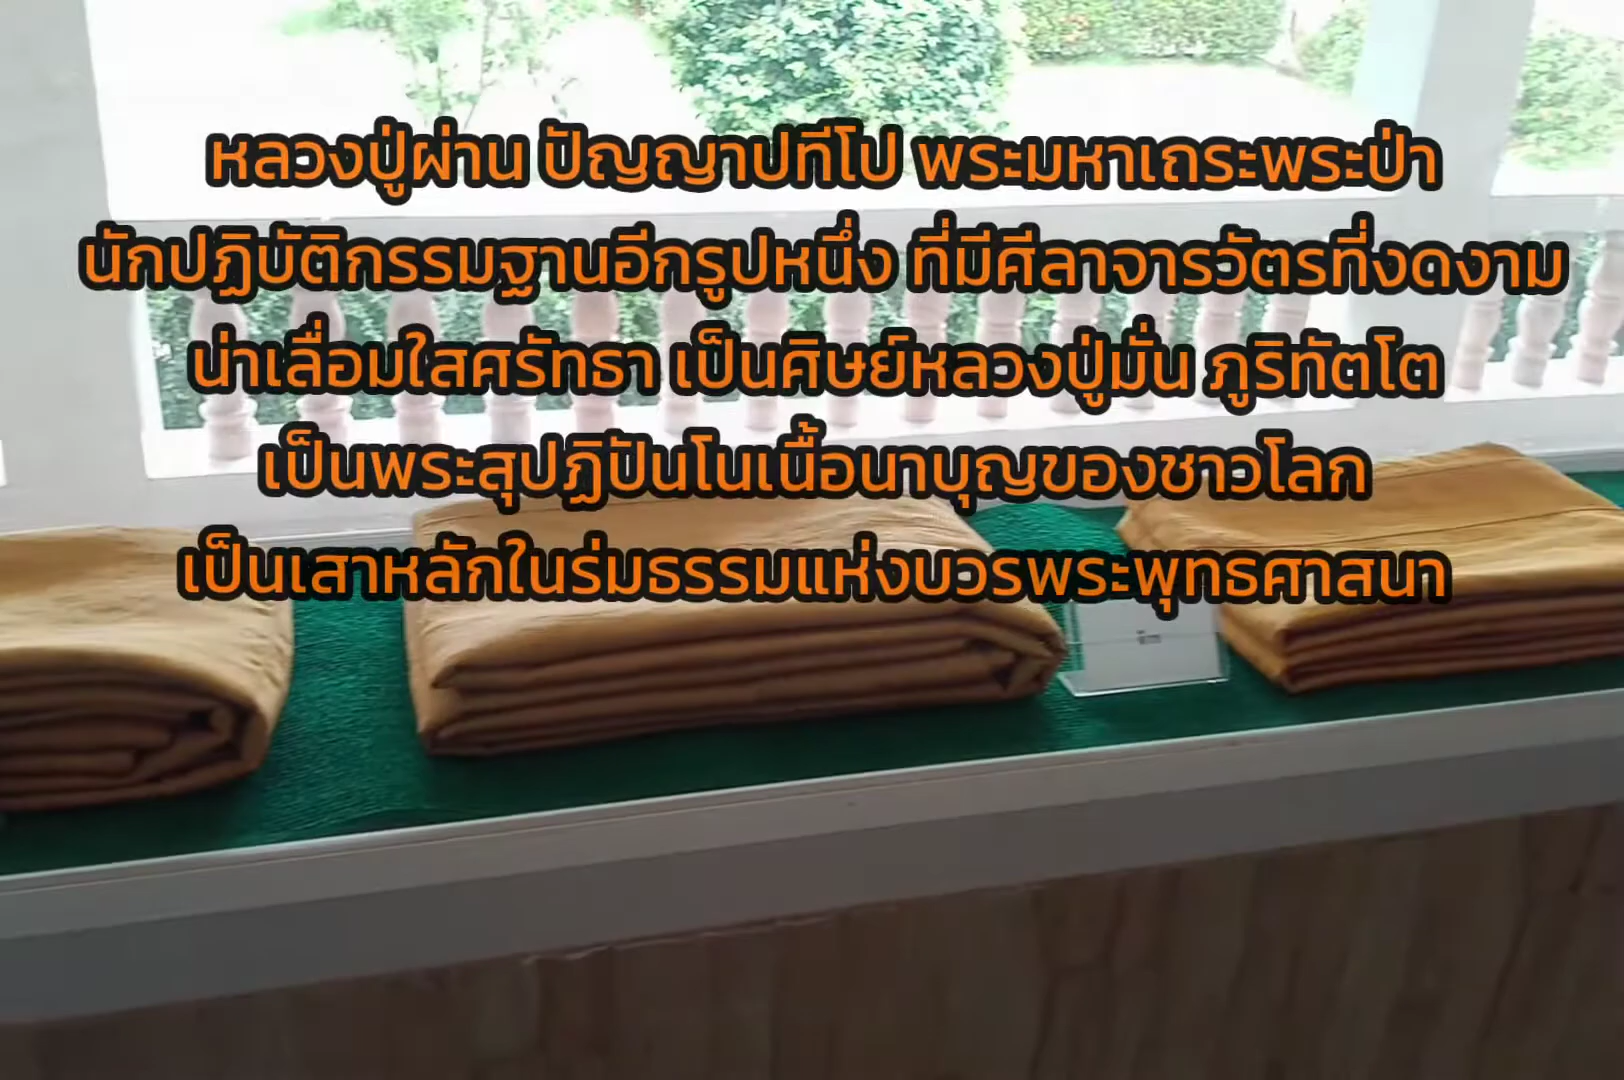 หลวงปู่ผ่าน ปัญญาปทีโป พระมหาเถระพระป่า
นักปฏิบัติกรรมฐานอีกรูปหนึ่ง ที่มีศีลาจารวัตรที่งดงาม
น่าเลื่อมใสศรัทธา เป็นศิษย์หลวงปู่มั่น ภูริทัตโต
เป็นพระสุปฏิปันโนเนื้อนาบุญของชาวโลก
เป็นเสาหลักในร่มธรรมแห่งบวรพระพุทธศาสนา